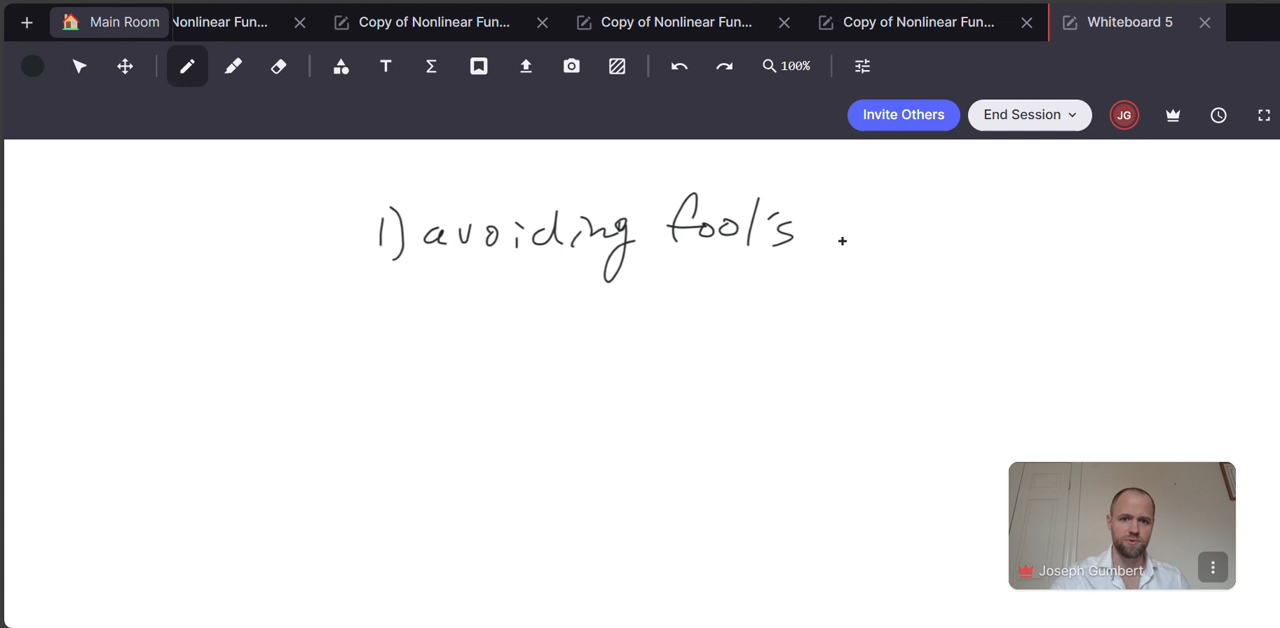 Main Room
Nonlinear Fun...
Copy of Nonlinear Fun...
Copy of Nonlinear Fun...
Copy of Nonlinear Fun...
Whiteboard 5
T Σ 100%
Invite Others
End Session
JG
1) avoiding fool's
Joseph Gumbert